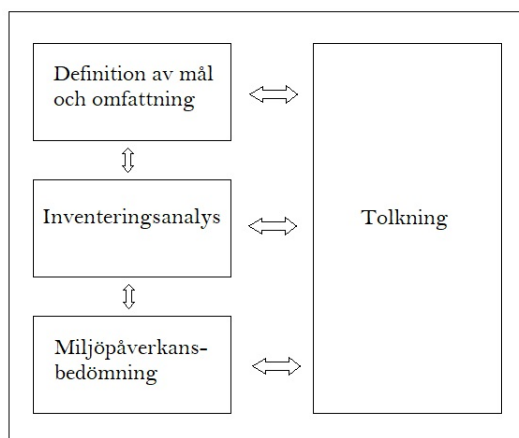 Definition av mål
och omfattning
Inventeringsanalys
Tolkning
Miljöpåverkans-
bedömning